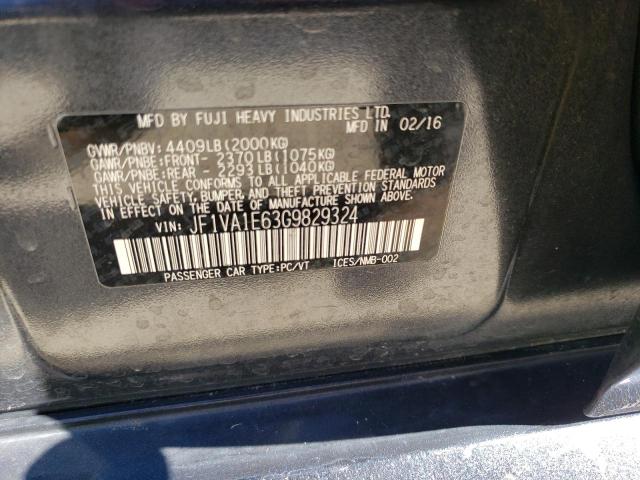 MFD BY FUJI HEAVY INDUSTRIES LTD.
MFD IN 02/16
GVWR/PNBV: 4409LB(2000KG)
GAWR/PNBE:FRONT- 2370LB(1075KG)
GAWR/PNBE:REAR - 2293LB(1040KG)
THIS VEHICLE CONFORMS TO ALL APPLICABLE FEDERAL MOTOR
VEHICLE SAFETY, BUMPER, AND THEFT PREVENTION STANDARDS
IN EFFECT ON THE DATE OF MANUFACTURE SHOWN ABOVE.
VIN: JF1VA1E63G9829324
PASSENGER CAR TYPE:PC/VT ICES/NMB-002